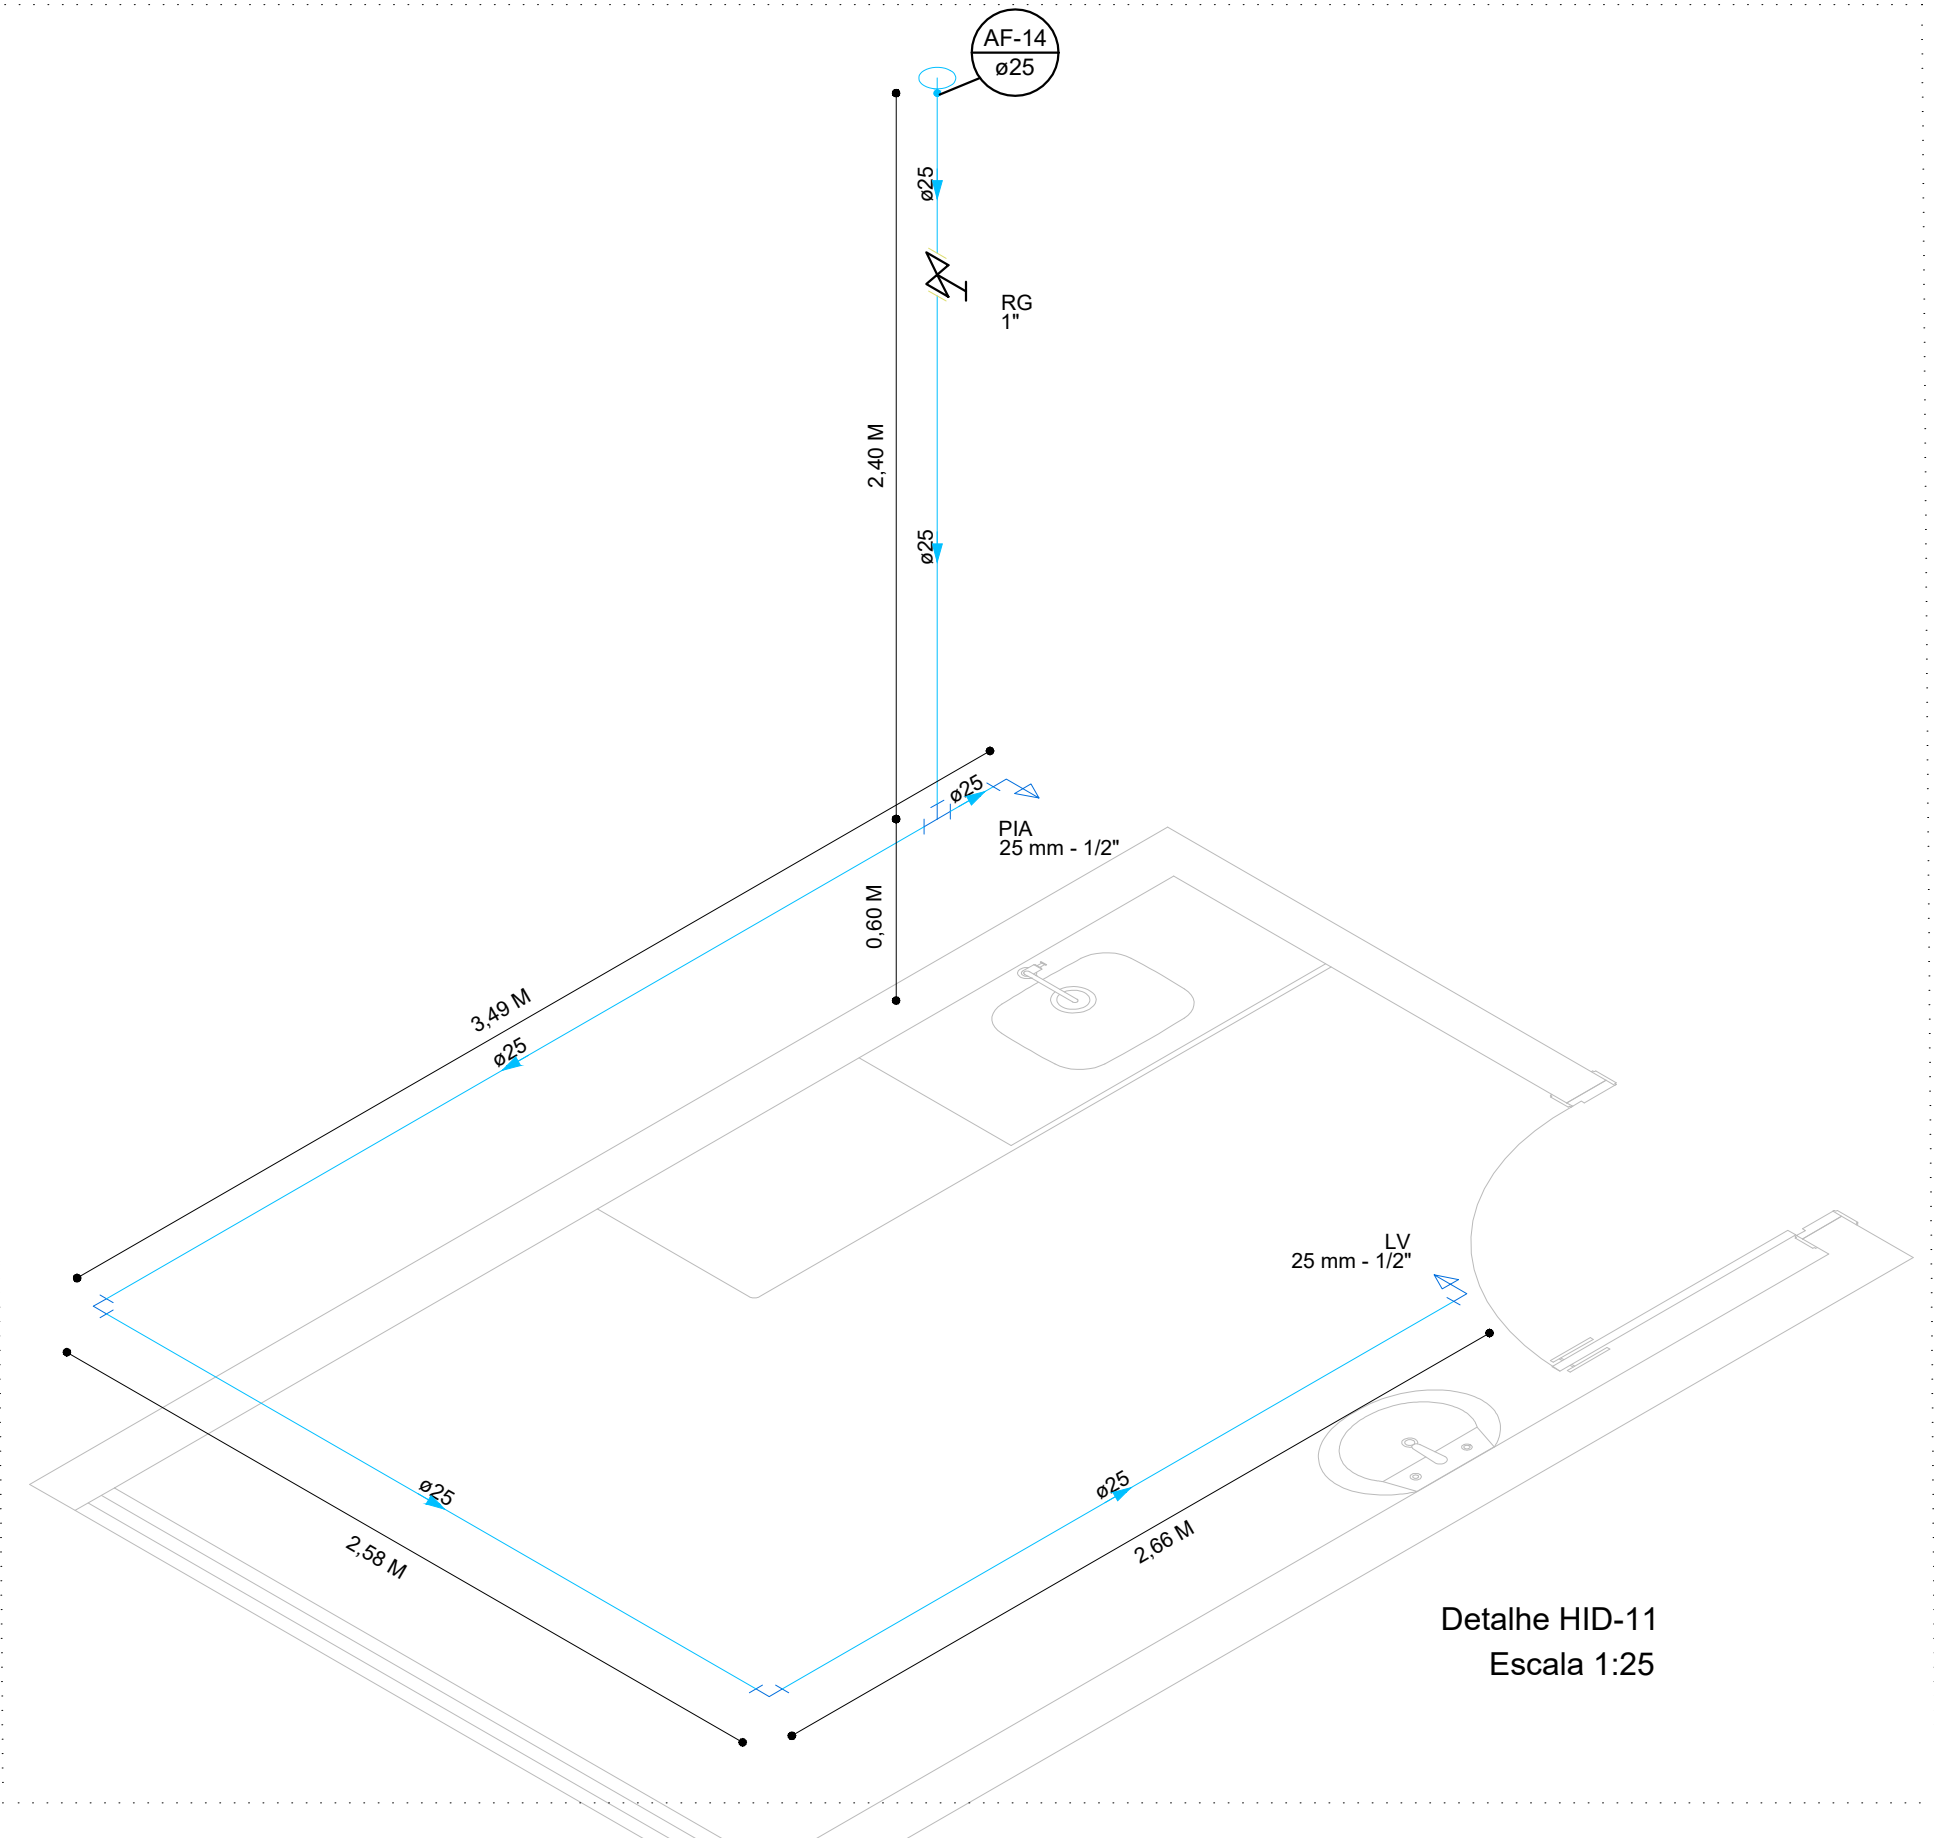 AF-14
ø25
ø25
RG
1"
2,40 M
ø25
ø25
PIA
25 mm - 1/2"
0,60 M
3,49 M
ø25
LV
25 mm - 1/2"
ø25
ø25
2,58 M
2,66 M
Detalhe HID-11
Escala 1:25